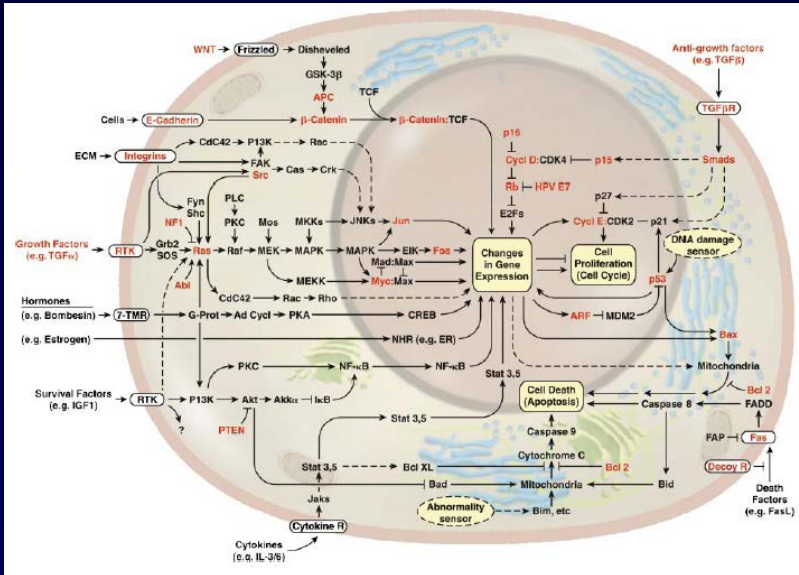 WNT Frizzled Disheveled
GSK-3β
APC
TCF
Cells E-Cadherin β-Catenin β-Catenin:TCF
Anti-growth factors
(e.g. TGFβ)
TGFβR
CdC42 P13K Rac
ECM Integrins
FAK
Src Cas Crk
p16
Cycl D:CDK4 p15 Smads
Rb HPV E7
E2Fs
p27
Cycl E:CDK2 p21
Fyn
Shc
PLC
NF1 PKC Mos MKKs JNKs Jun
Growth Factors
(e.g. TGFα)
RTK Grb2
SOS
Ras Raf MEK MAPK MAPK ElK Fos
Abl
MEKK Mad:Max
Myc:Max
CdC42 Rac Rho
Changes
in Gene
Expression
Cell
Proliferation
(Cell Cycle)
DNA damage
sensor
p53
ARF MDM2
Bax
Hormones
(e.g. Bombesin) 7-TMR G-Prot Ad Cycl PKA CREB
(e.g. Estrogen) NHR (e.g. ER)
PKC NF-κB NF-κB
Stat 3,5
Mitochondria
Survival Factors
(e.g. IGF1)
RTK P13K Akt Akkα IκB
?
PTEN
Stat 3,5
Cell Death
(Apoptosis)
Bcl 2
Caspase 8 FADD
Caspase 9
FAP Fas
Cytochrome C
Stat 3,5 Bcl XL Bcl 2
Decoy R
Bad Mitochondria Bid
Death
Factors
(e.g. FasL)
Jaks
Abnormality
sensor
Bim, etc
Cytokine R
Cytokines
(e.g. IL-3/6)